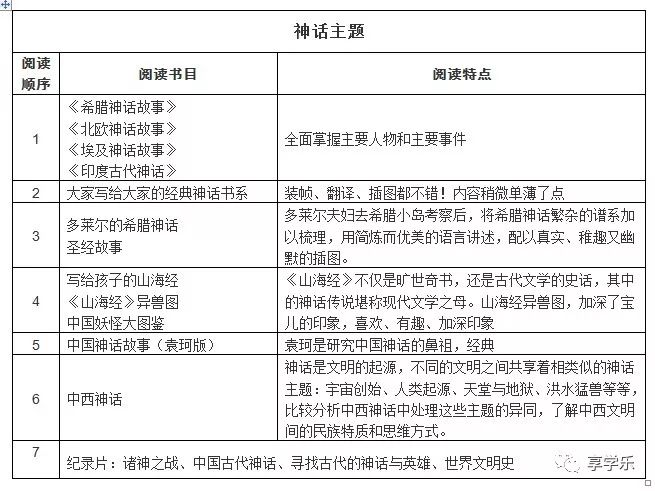 神话主题
阅读
顺序
阅读书目
阅读特点
1
《希腊神话故事》
《北欧神话故事》
《埃及神话故事》
《印度古代神话》
全面掌握主要人物和主要事件
2
大家写给大家的经典神话书系
装帧、翻译、插图都不错！内容稍微单薄了点
3
多莱尔的希腊神话
圣经故事
多莱尔夫妇去希腊小岛考察后，将希腊神话繁杂的谱系加
以梳理，用简炼而优美的语言讲述，配以真实、稚趣又幽
默的插图。
4
写给孩子的山海经
《山海经》异兽图
中国妖怪大图鉴
《山海经》不仅是旷世奇书，还是古代文学的史话，其中
的神话传说堪称现代文学之母。山海经异兽图，加深了宝
儿的印象，喜欢、有趣、加深印象
5
中国神话故事（袁珂版）
袁珂是研究中国神话的鼻祖，经典
6
中西神话
神话是文明的起源，不同的文明之间共享着相类似的神话
主题：宇宙创始、人类起源、天堂与地狱、洪水猛兽等等，
比较分析中西神话中处理这些主题的异同，了解中西文明
间的民族特质和思维方式。
7
纪录片：诸神之战、中国古代神话、寻找古代的神话与英雄、世界文明史
享学乐